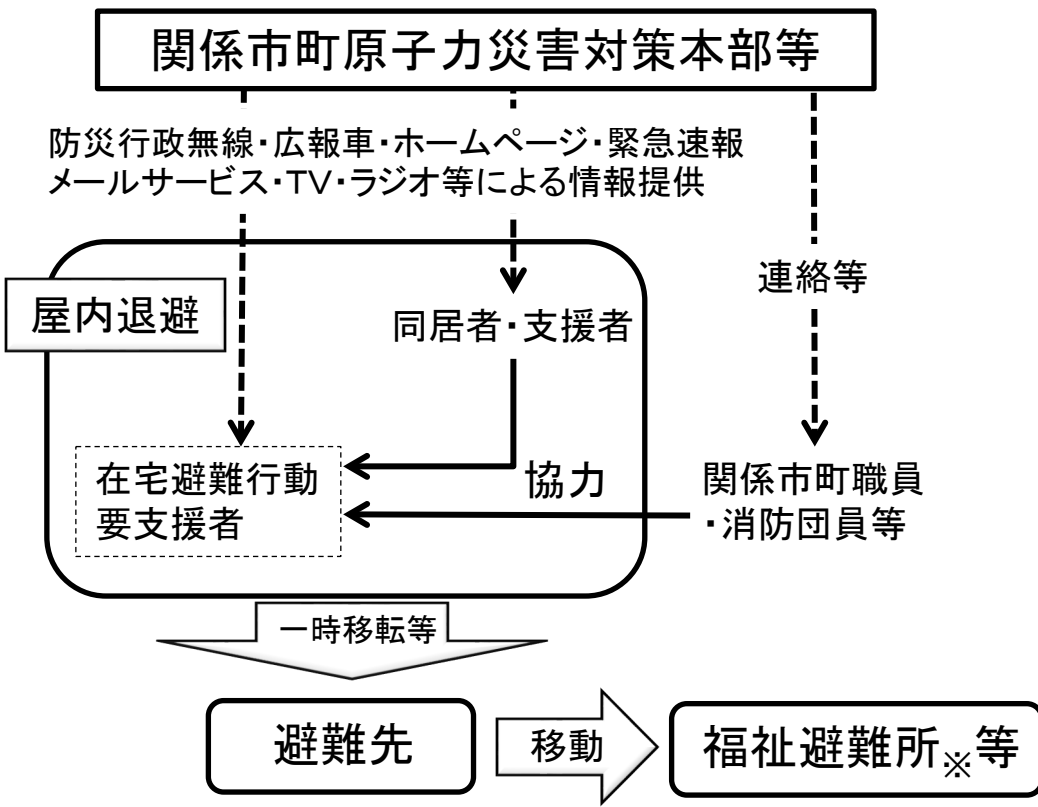 関係市町原子力災害対策本部等
防災行政無線・広報車・ホームページ・緊急速報
メールサービス・TV・ラジオ等による情報提供
連絡等
屋内退避
同居者・支援者
在宅避難行動
要支援者
協力
関係市町職員
・消防団員等
一時移転等
避難先
移動
福祉避難所※等